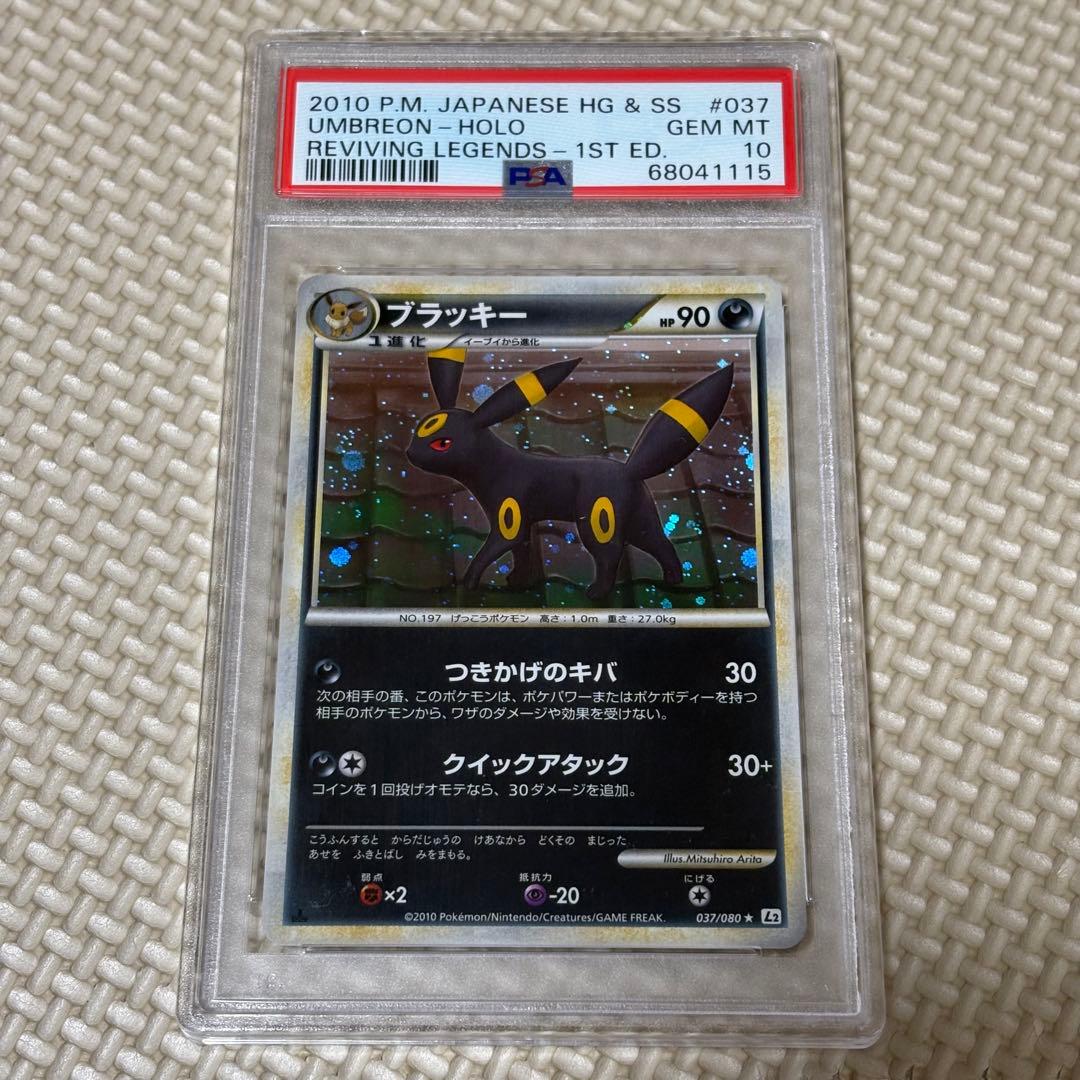 2010 P.M. JAPANESE HG & SS #037
UMBREON - HOLO GEM MT
REVIVING LEGENDS - 1ST ED. 10
PSA 68041115
ブラッキー HP 90
1進化 イーブイから進化
NO.197 げっこうポケモン 高さ:1.0m 重さ:27.0kg
つきかげのキバ 30
次の相手の番、このポケモンは、ポケパワーまたはポケボディーを持つ
相手のポケモンから、ワザのダメージや効果を受けない。
クイックアタック 30+
コインを1回投げオモテなら、30ダメージを追加。
こうふんすると からだじゅうの けあなから どくその まじった
あせを ふきとばし みをまもる。
Illus. Mitsuhiro Arita
弱点 抵抗力 にげる
×2 -20
©2010 Pokémon/Nintendo/Creatures/GAME FREAK. 037/080 ★ L2